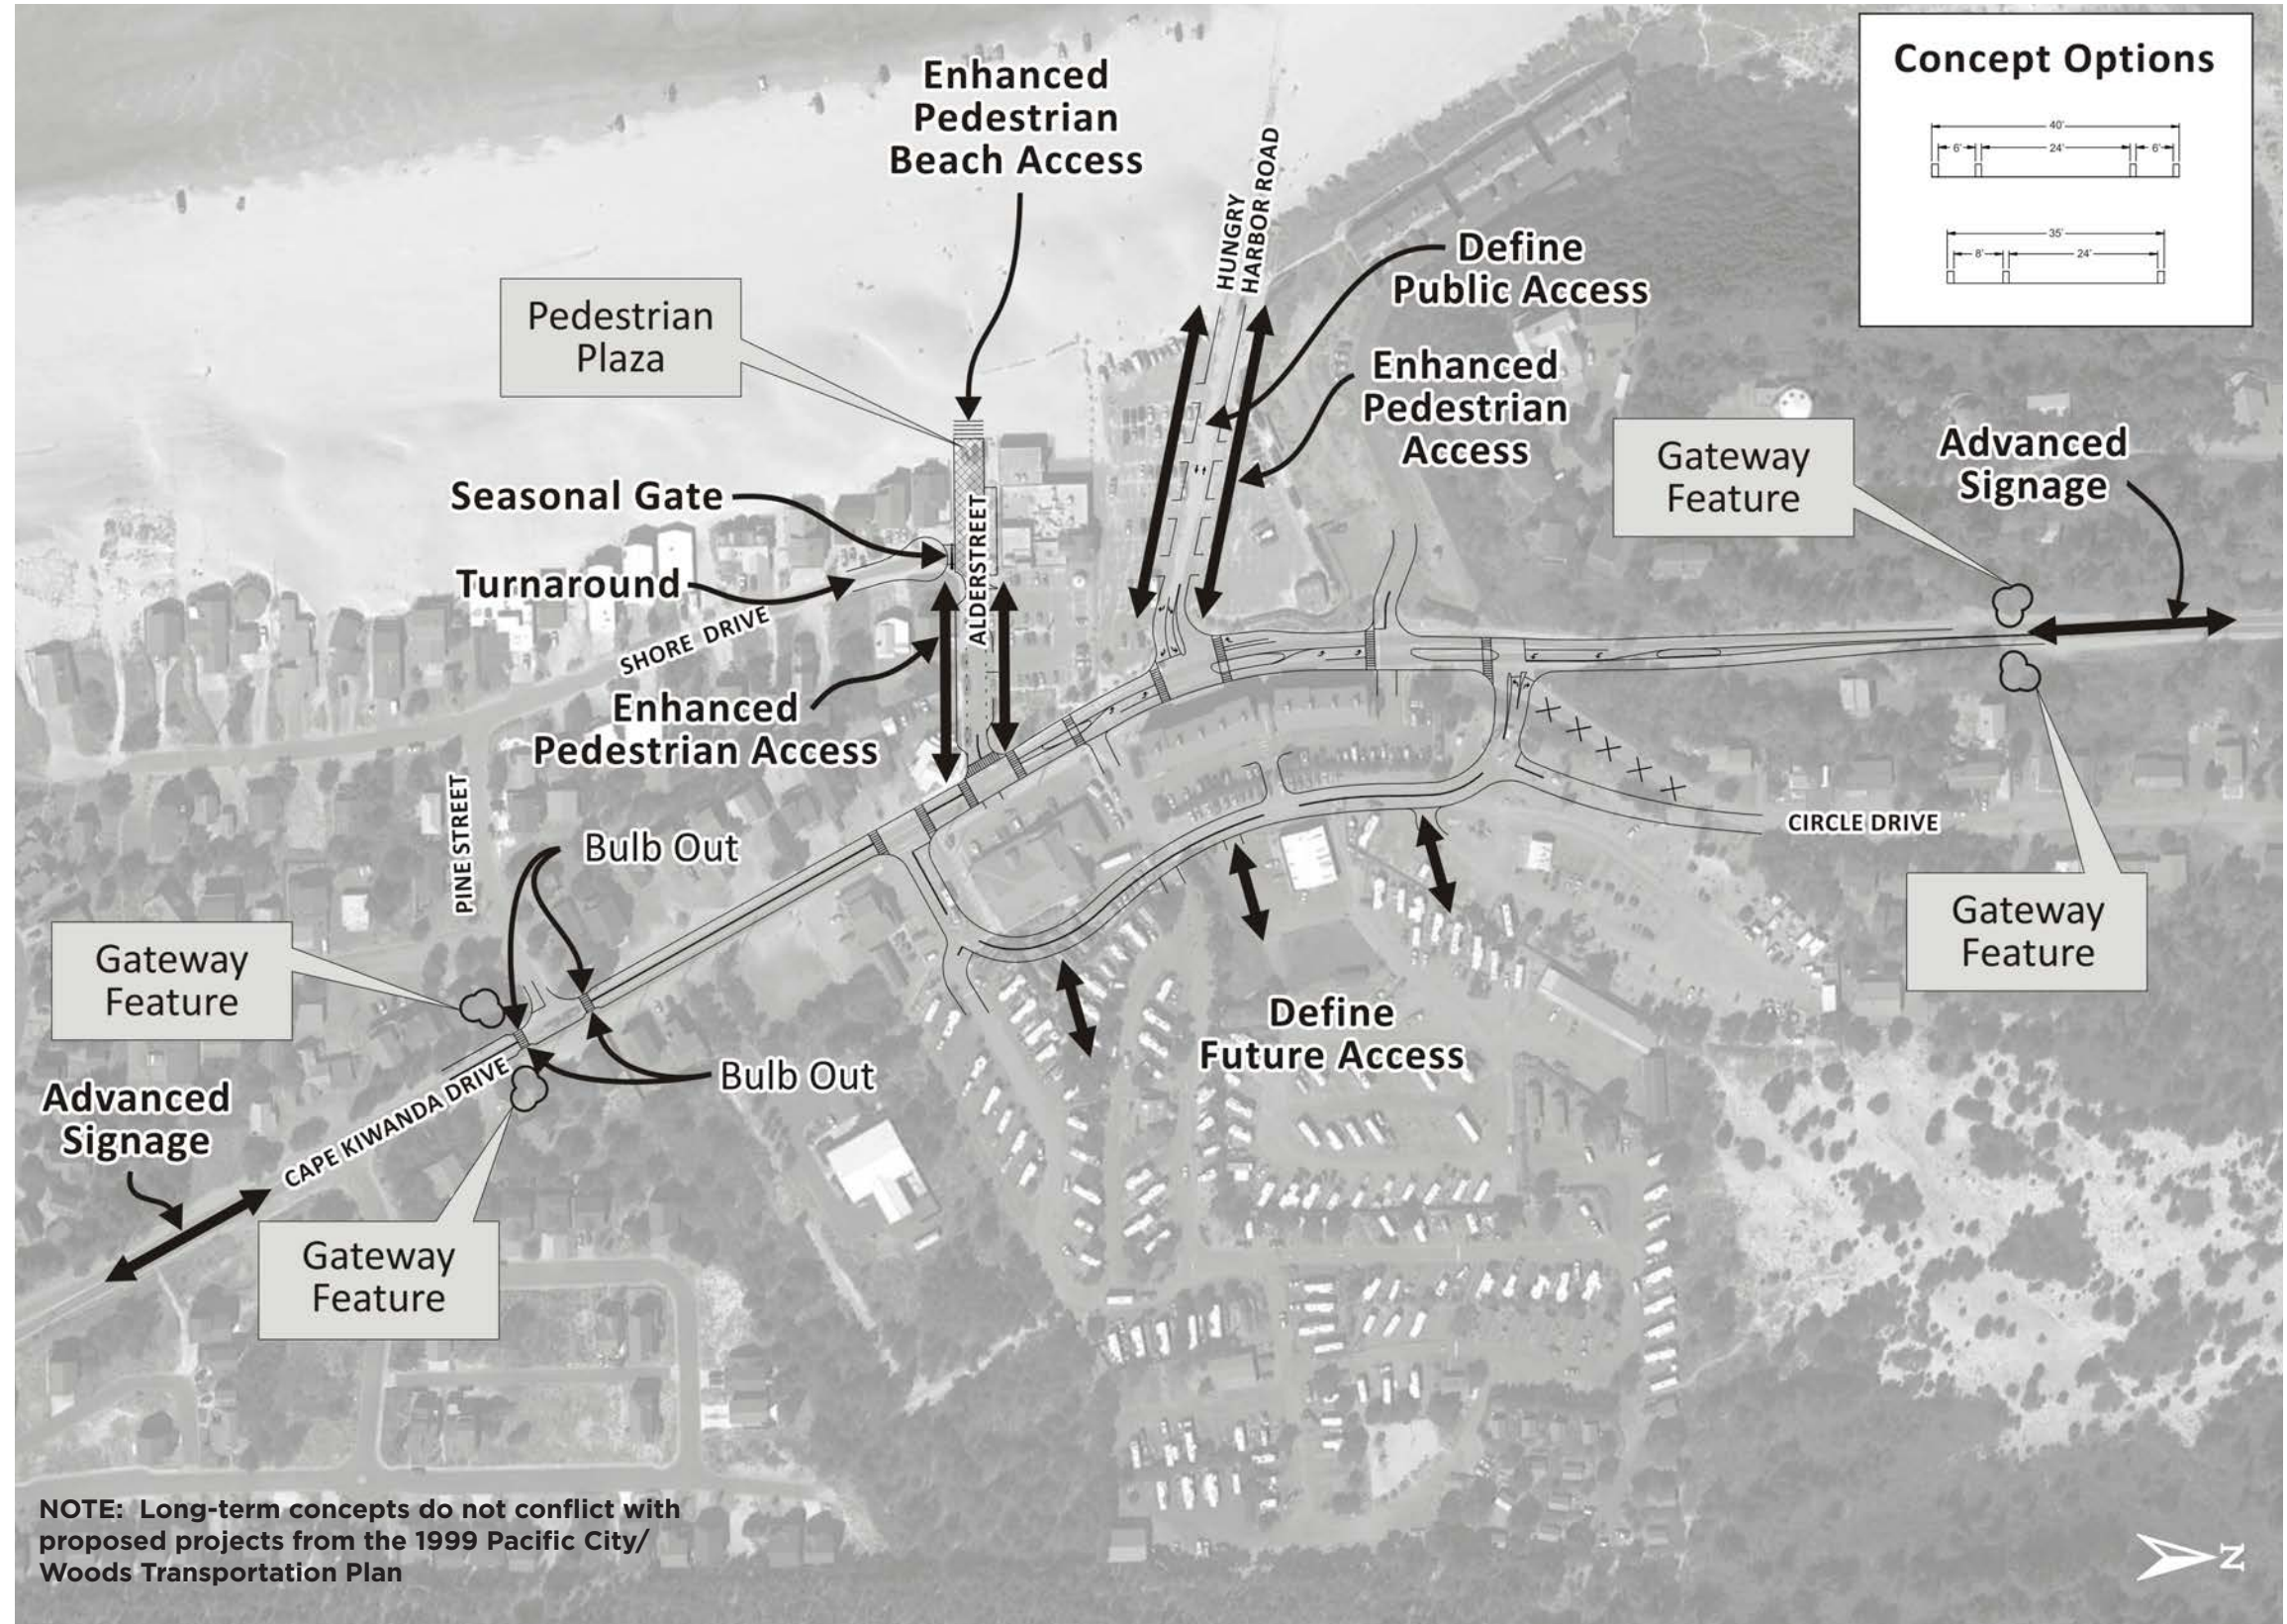 Concept Options
40'
6'
24'
6'
35'
8'
24'
Enhanced
Pedestrian
Beach Access
HUNGRY
HARBOR ROAD
Define
Public Access
Pedestrian
Plaza
Enhanced
Pedestrian
Access
Gateway
Feature
Advanced
Signage
Seasonal Gate
ALDERSTREET
Turnaround
SHORE DRIVE
Enhanced
Pedestrian Access
PINE STREET
Bulb Out
CIRCLE DRIVE
Gateway
Feature
Gateway
Feature
Define
Future Access
Bulb Out
CAPE KIWANDA DRIVE
Advanced
Signage
Gateway
Feature
NOTE: Long-term concepts do not conflict with
proposed projects from the 1999 Pacific City/
Woods Transportation Plan
N